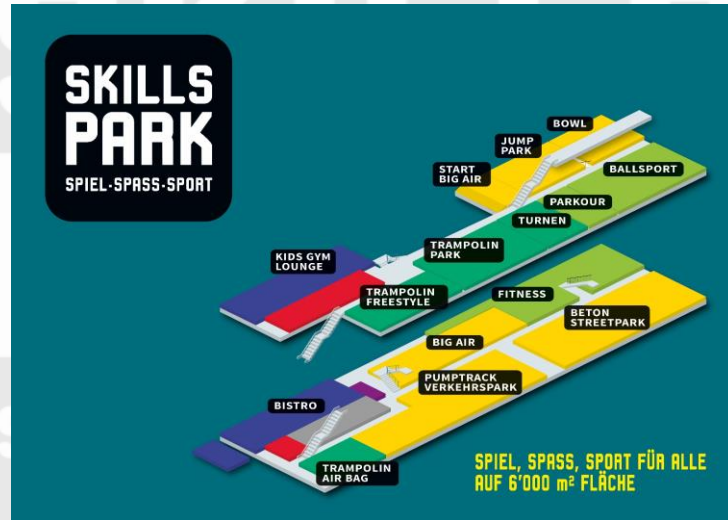 SKILLS
PARK
SPIEL-SPASS-SPORT
BOWL
JUMP
PARK
START
BIG AIR
BALLSPORT
PARKOUR
TURNEN
TRAMPOLIN
PARK
KIDS GYM
LOUNGE
TRAMPOLIN
FREESTYLE
FITNESS
BETON
STREETPARK
BIG AIR
PUMPTRACK
VERKEHRSPARK
BISTRO
TRAMPOLIN
AIR BAG
SPIEL, SPASS, SPORT FÜR ALLE
AUF 6'000 m² FLÄCHE